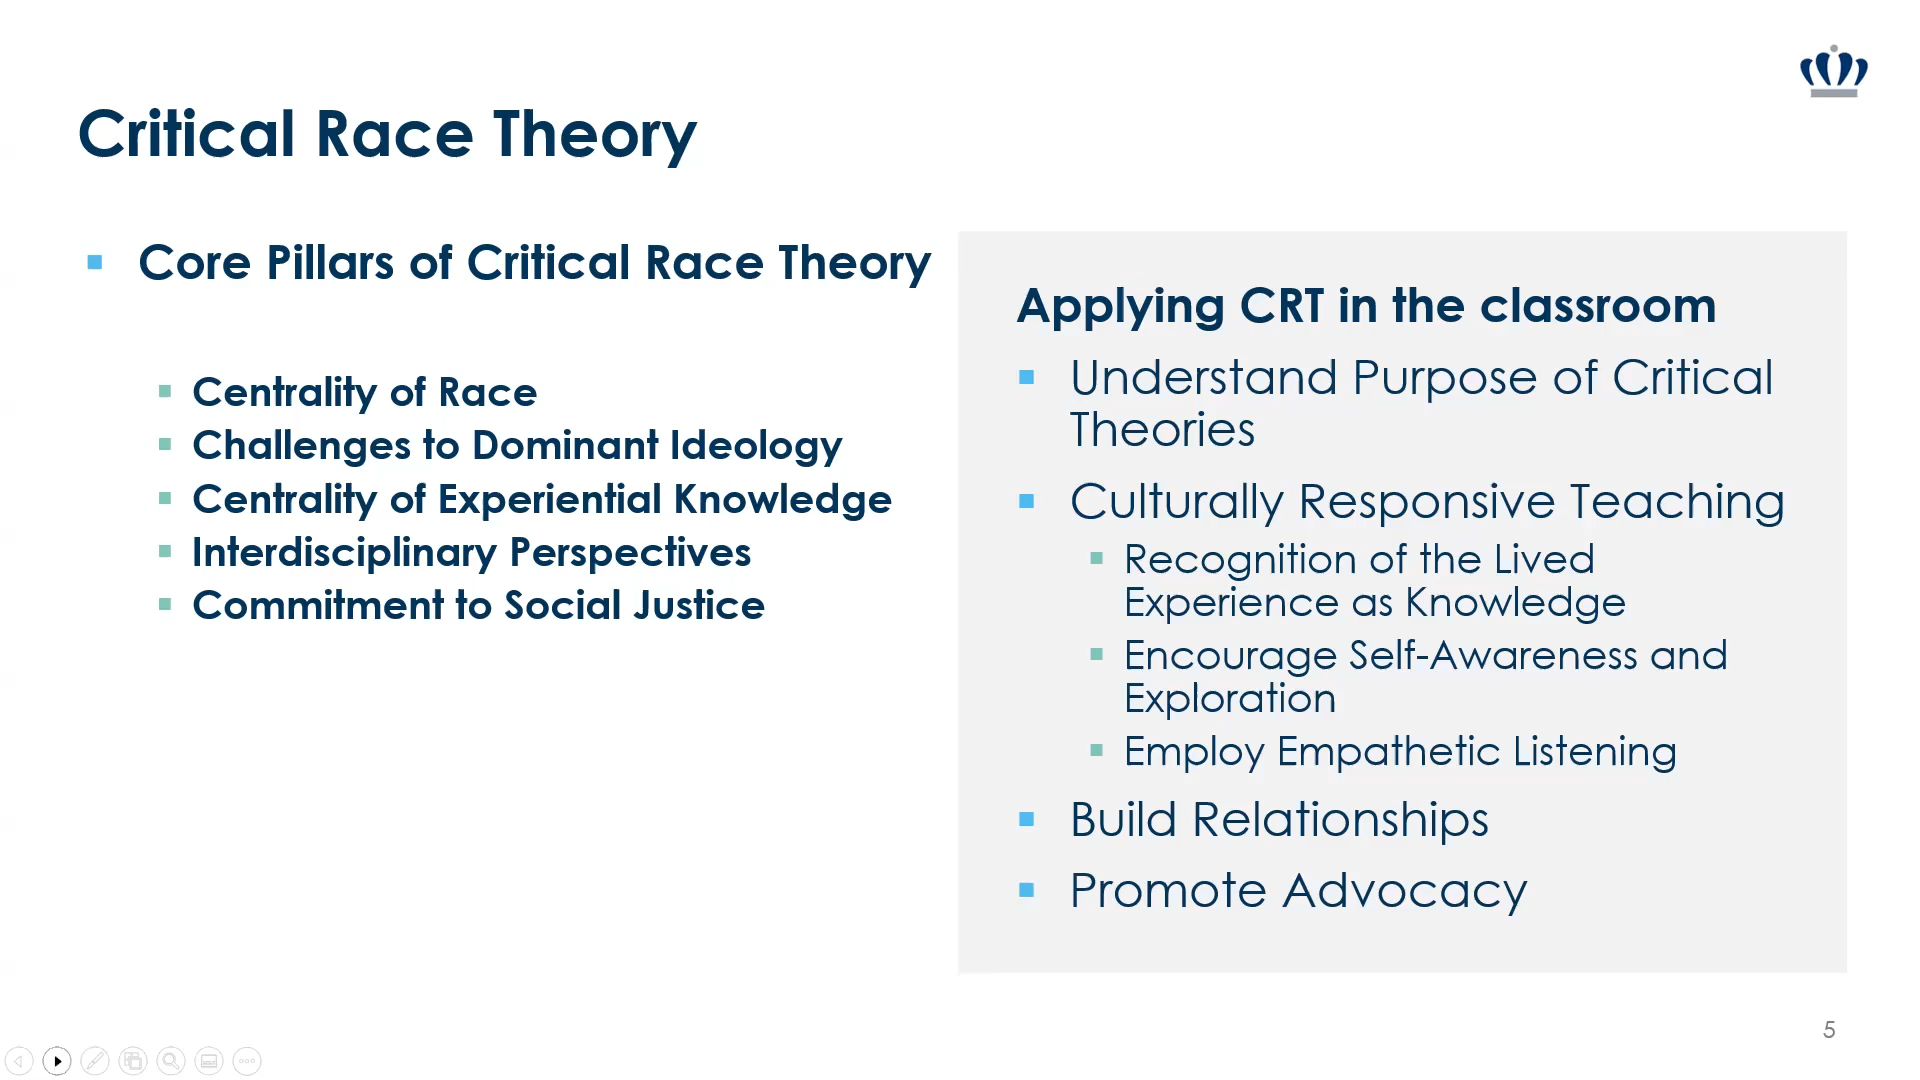 Critical Race Theory
Core Pillars of Critical Race Theory
Centrality of Race
Challenges to Dominant Ideology
Centrality of Experiential Knowledge
Interdisciplinary Perspectives
Commitment to Social Justice
Applying CRT in the classroom
Understand Purpose of Critical
Theories
Culturally Responsive Teaching
Recognition of the Lived
Experience as Knowledge
Encourage Self-Awareness and
Exploration
Employ Empathetic Listening
Build Relationships
Promote Advocacy
5